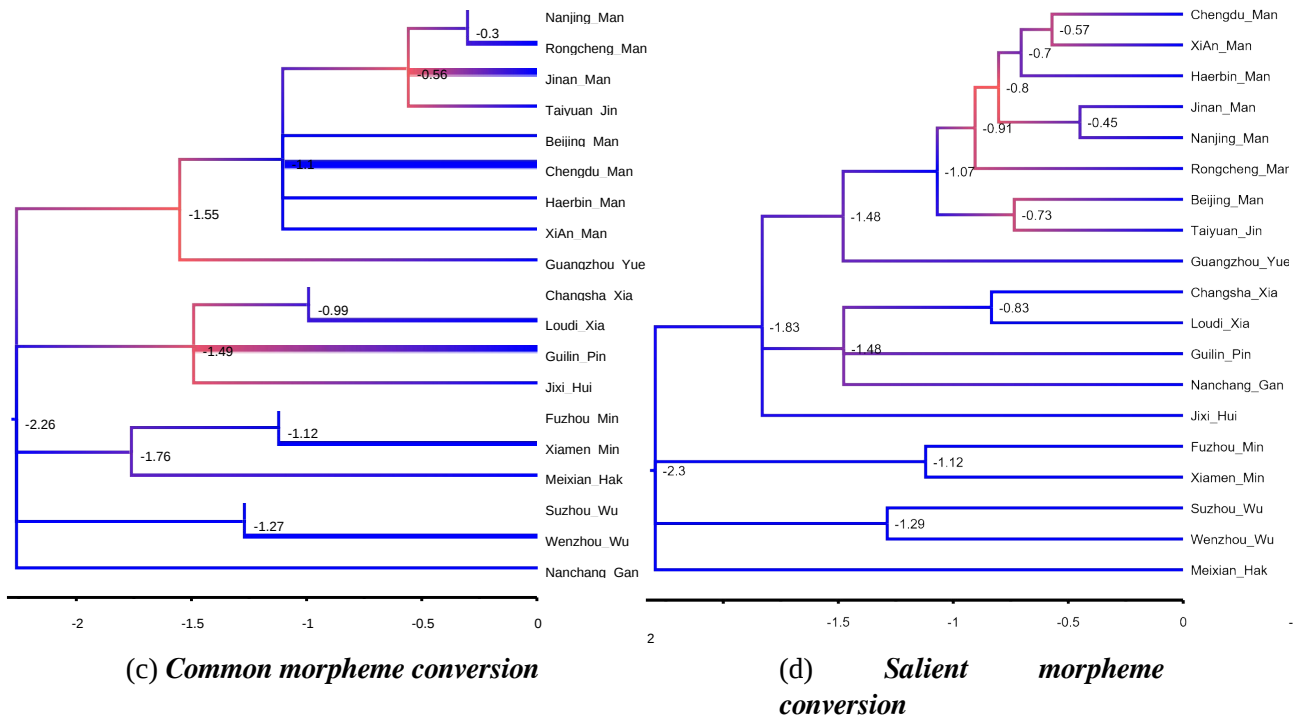 Nanjing_Man
-0.3
Rongcheng_Man
-0.56
Jinan_Man
Taiyuan_Jin
Beijing_Man
-1.1
Chengdu_Man
Haerbin_Man
-1.55
XiAn_Man
Guangzhou_Yue
Changsha_Xia
-0.99
Loudi_Xia
-1.49
Guilin_Pin
Jixi_Hui
-2.26
Fuzhou_Min
-1.12
Xiamen_Min
-1.76
Meixian_Hak
Suzhou_Wu
-1.27
Wenzhou_Wu
Nanchang_Gan
-2 -1.5 -1 -0.5 0
(c) Common morpheme conversion
Chengdu_Man
-0.57
XiAn_Man
-0.7
Haerbin_Man
-0.8
Jinan_Man
-0.45
-0.91
Nanjing_Man
Rongcheng_Man
-1.07
Beijing_Man
-0.73
-1.48
Taiyuan_Jin
Guangzhou_Yue
Changsha_Xia
-0.83
Loudi_Xia
-1.83
-1.48
Guilin_Pin
Nanchang_Gan
Jixi_Hui
Fuzhou_Min
-1.12
-2.3
Xiamen_Min
Suzhou_Wu
-1.29
Wenzhou_Wu
Meixian_Hak
-1.5 -1 -0.5 0 -
2
(d) Salient morpheme
conversion